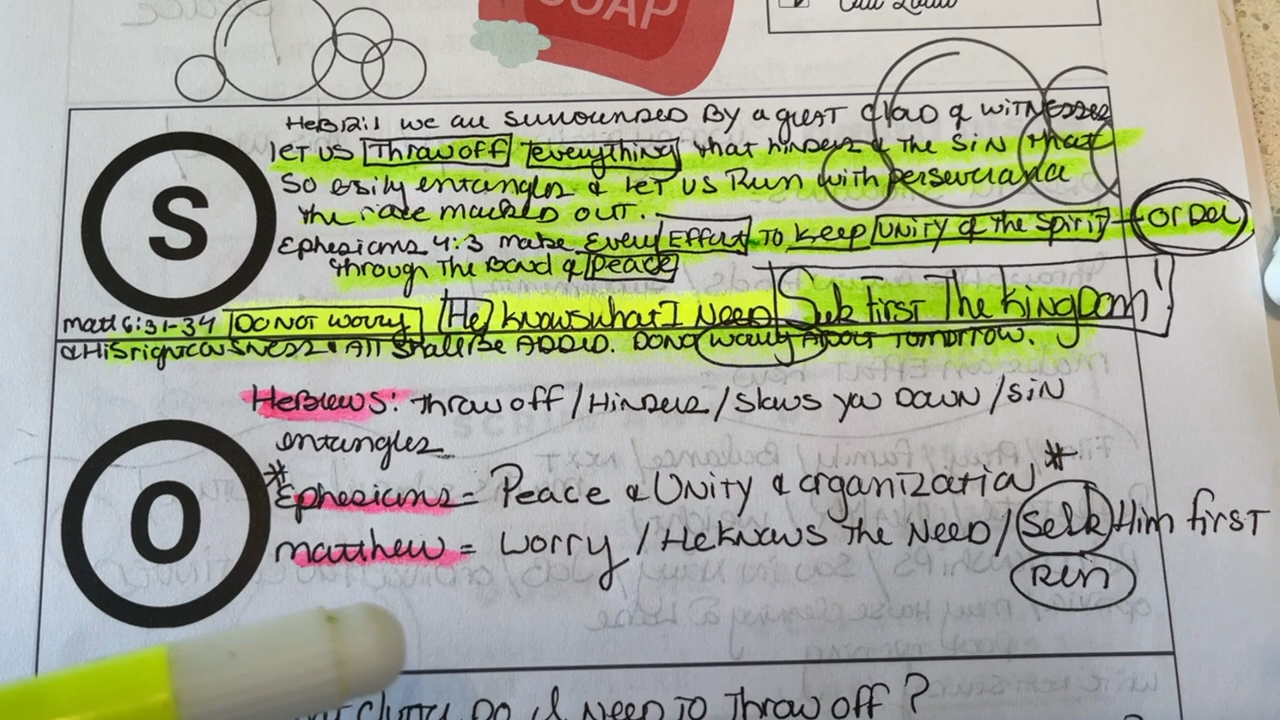 SOAP
Out Loud
HeBr12:1 we are surrounded By a great cloud & witnesses
S
let us Throw off everything that hinders & the sin that
So easily entangles & let us Run with perseverance
the race marked out.
Ephesians 4:3 make Every Effort To keep Unity of the Spirit + Order
through the Bond of peace
matt 6:31-34 Do Not Worry He knows what I Need Seek First The Kingdom!
& His righteousness & All shall Be ADDED. Do Not worry About Tomorrow.
Hebrews: Throw off / Hinders / Slows you Down / Sin
entangles
O
* Ephesians = Peace & Unity & organization *
matthew = worry / He knows The Need / Seek Him first
Run
Do I Need To Throw off?